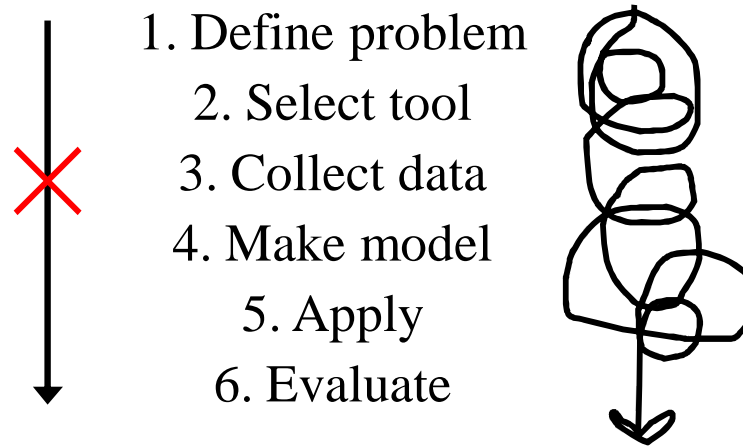 1. Define problem
2. Select tool
3. Collect data
4. Make model
5. Apply
6. Evaluate